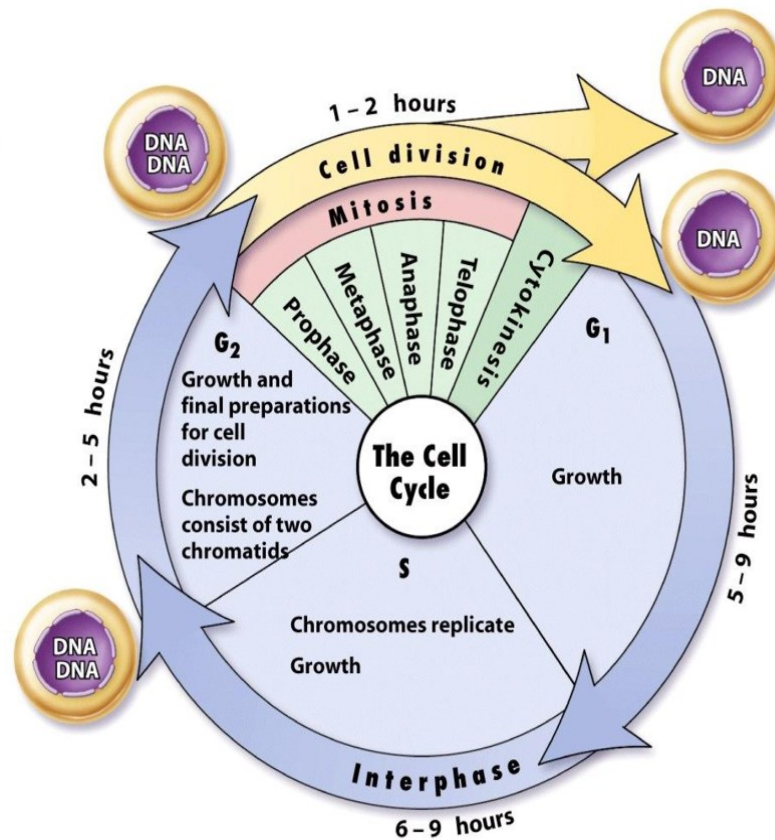 DNA
1 – 2 hours
DNA
DNA
Cell division
Mitosis
DNA
Prophase
Metaphase
Anaphase
Telophase
Cytokinesis
G1
G2
Growth and
final preparations
for cell
division
2 – 5 hours
The Cell
Cycle
Growth
Chromosomes
consist of two
chromatids
5 – 9 hours
S
Chromosomes replicate
Growth
DNA
DNA
Interphase
6 – 9 hours